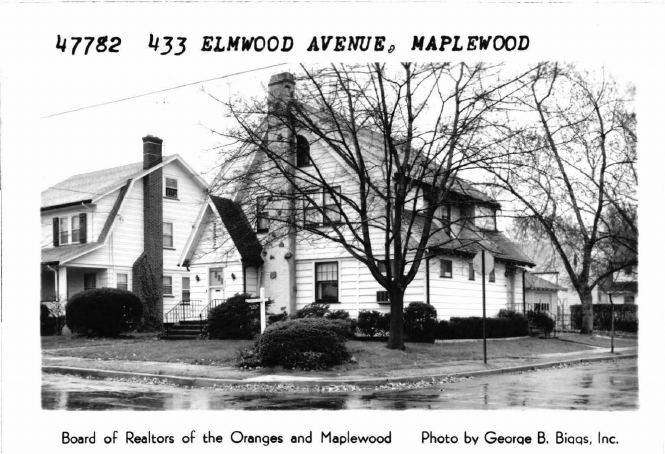 47782 433 ELMWOOD AVENUE, MAPLEWOOD
Board of Realtors of the Oranges and Maplewood Photo by George B. Biggs, Inc.